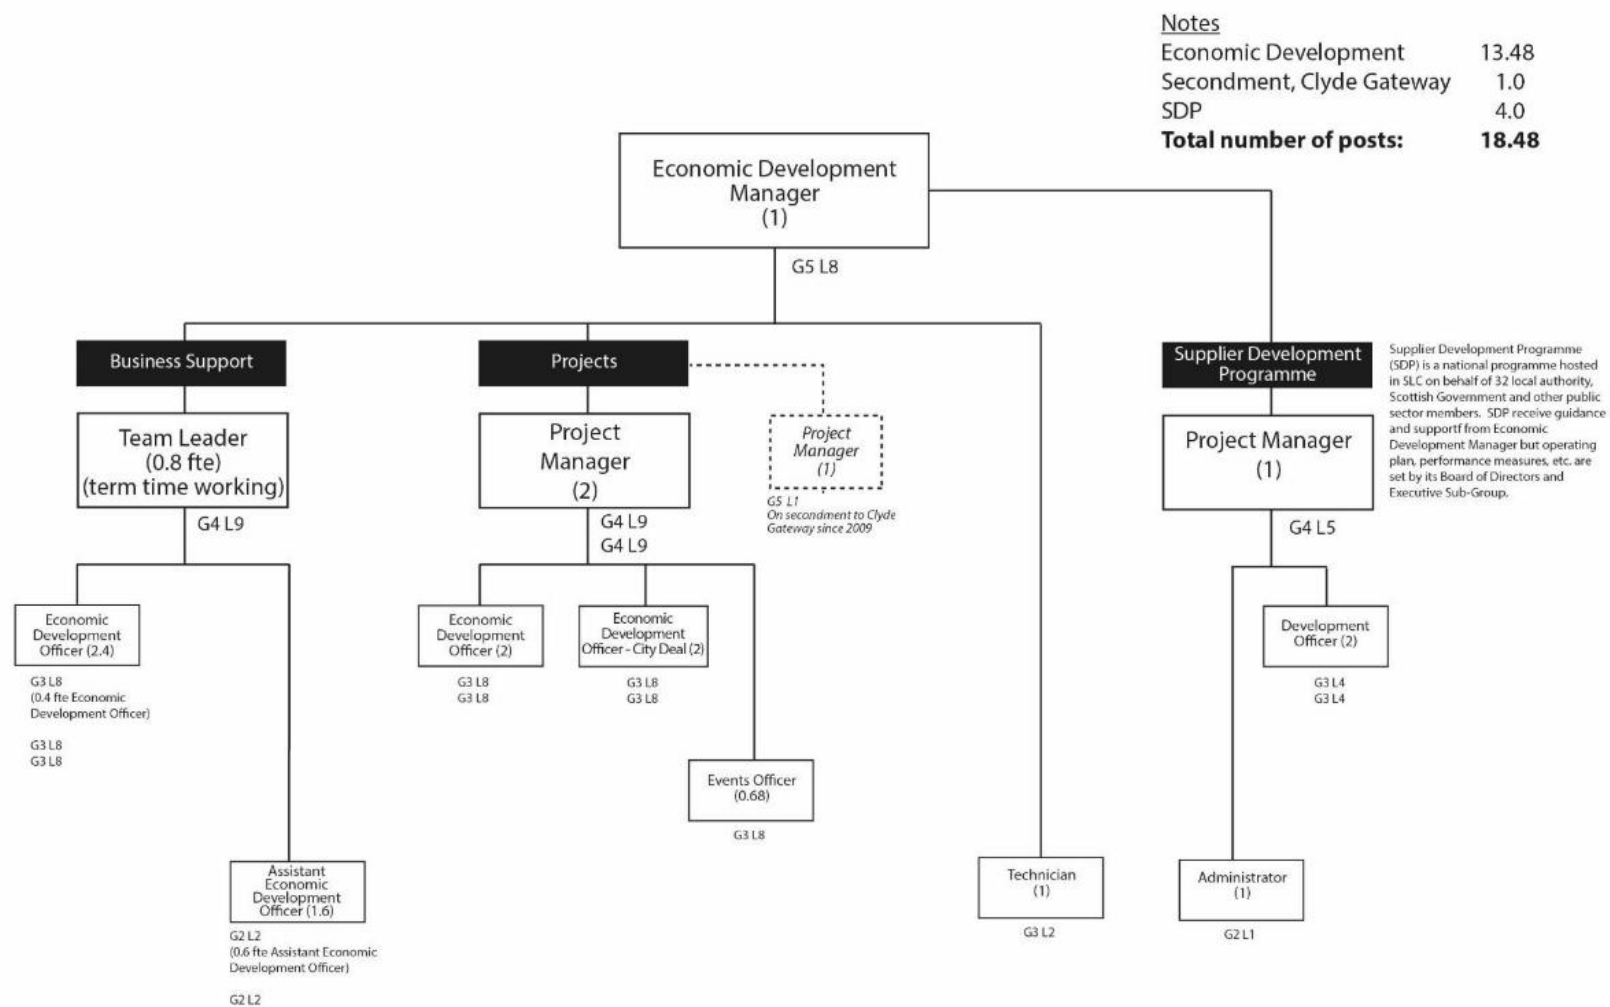 Notes
Economic Development 13.48
Secondment, Clyde Gateway 1.0
SDP 4.0
Total number of posts: 18.48
Economic Development
Manager
(1)
G5 L8
Business Support
Team Leader
(0.8 fte)
(term time working)
G4 L9
Economic
Development
Officer (2.4)
G3 L8
(0.4 fte Economic
Development Officer)
G3 L8
G3 L8
Assistant
Economic
Development
Officer (1.6)
G2 L2
(0.6 fte Assistant Economic
Development Officer)
G2 L2
Projects
Project
Manager
(2)
G4 L9
G4 L9
Project
Manager
(1)
G5 L1
On secondment to Clyde
Gateway since 2009
Economic
Development
Officer (2)
G3 L8
G3 L8
Economic
Development
Officer - City Deal (2)
G3 L8
G3 L8
Events Officer
(0.68)
G3 L8
Technician
(1)
G3 L2
Supplier Development
Programme
Supplier Development Programme
(SDP) is a national programme hosted
in SLC on behalf of 32 local authority,
Scottish Government and other public
sector members. SDP receive guidance
and supportf from Economic
Development Manager but operating
plan, performance measures, etc. are
set by its Board of Directors and
Executive Sub-Group.
Project Manager
(1)
G4 L5
Development
Officer (2)
G3 L4
G3 L4
Administrator
(1)
G2 L1